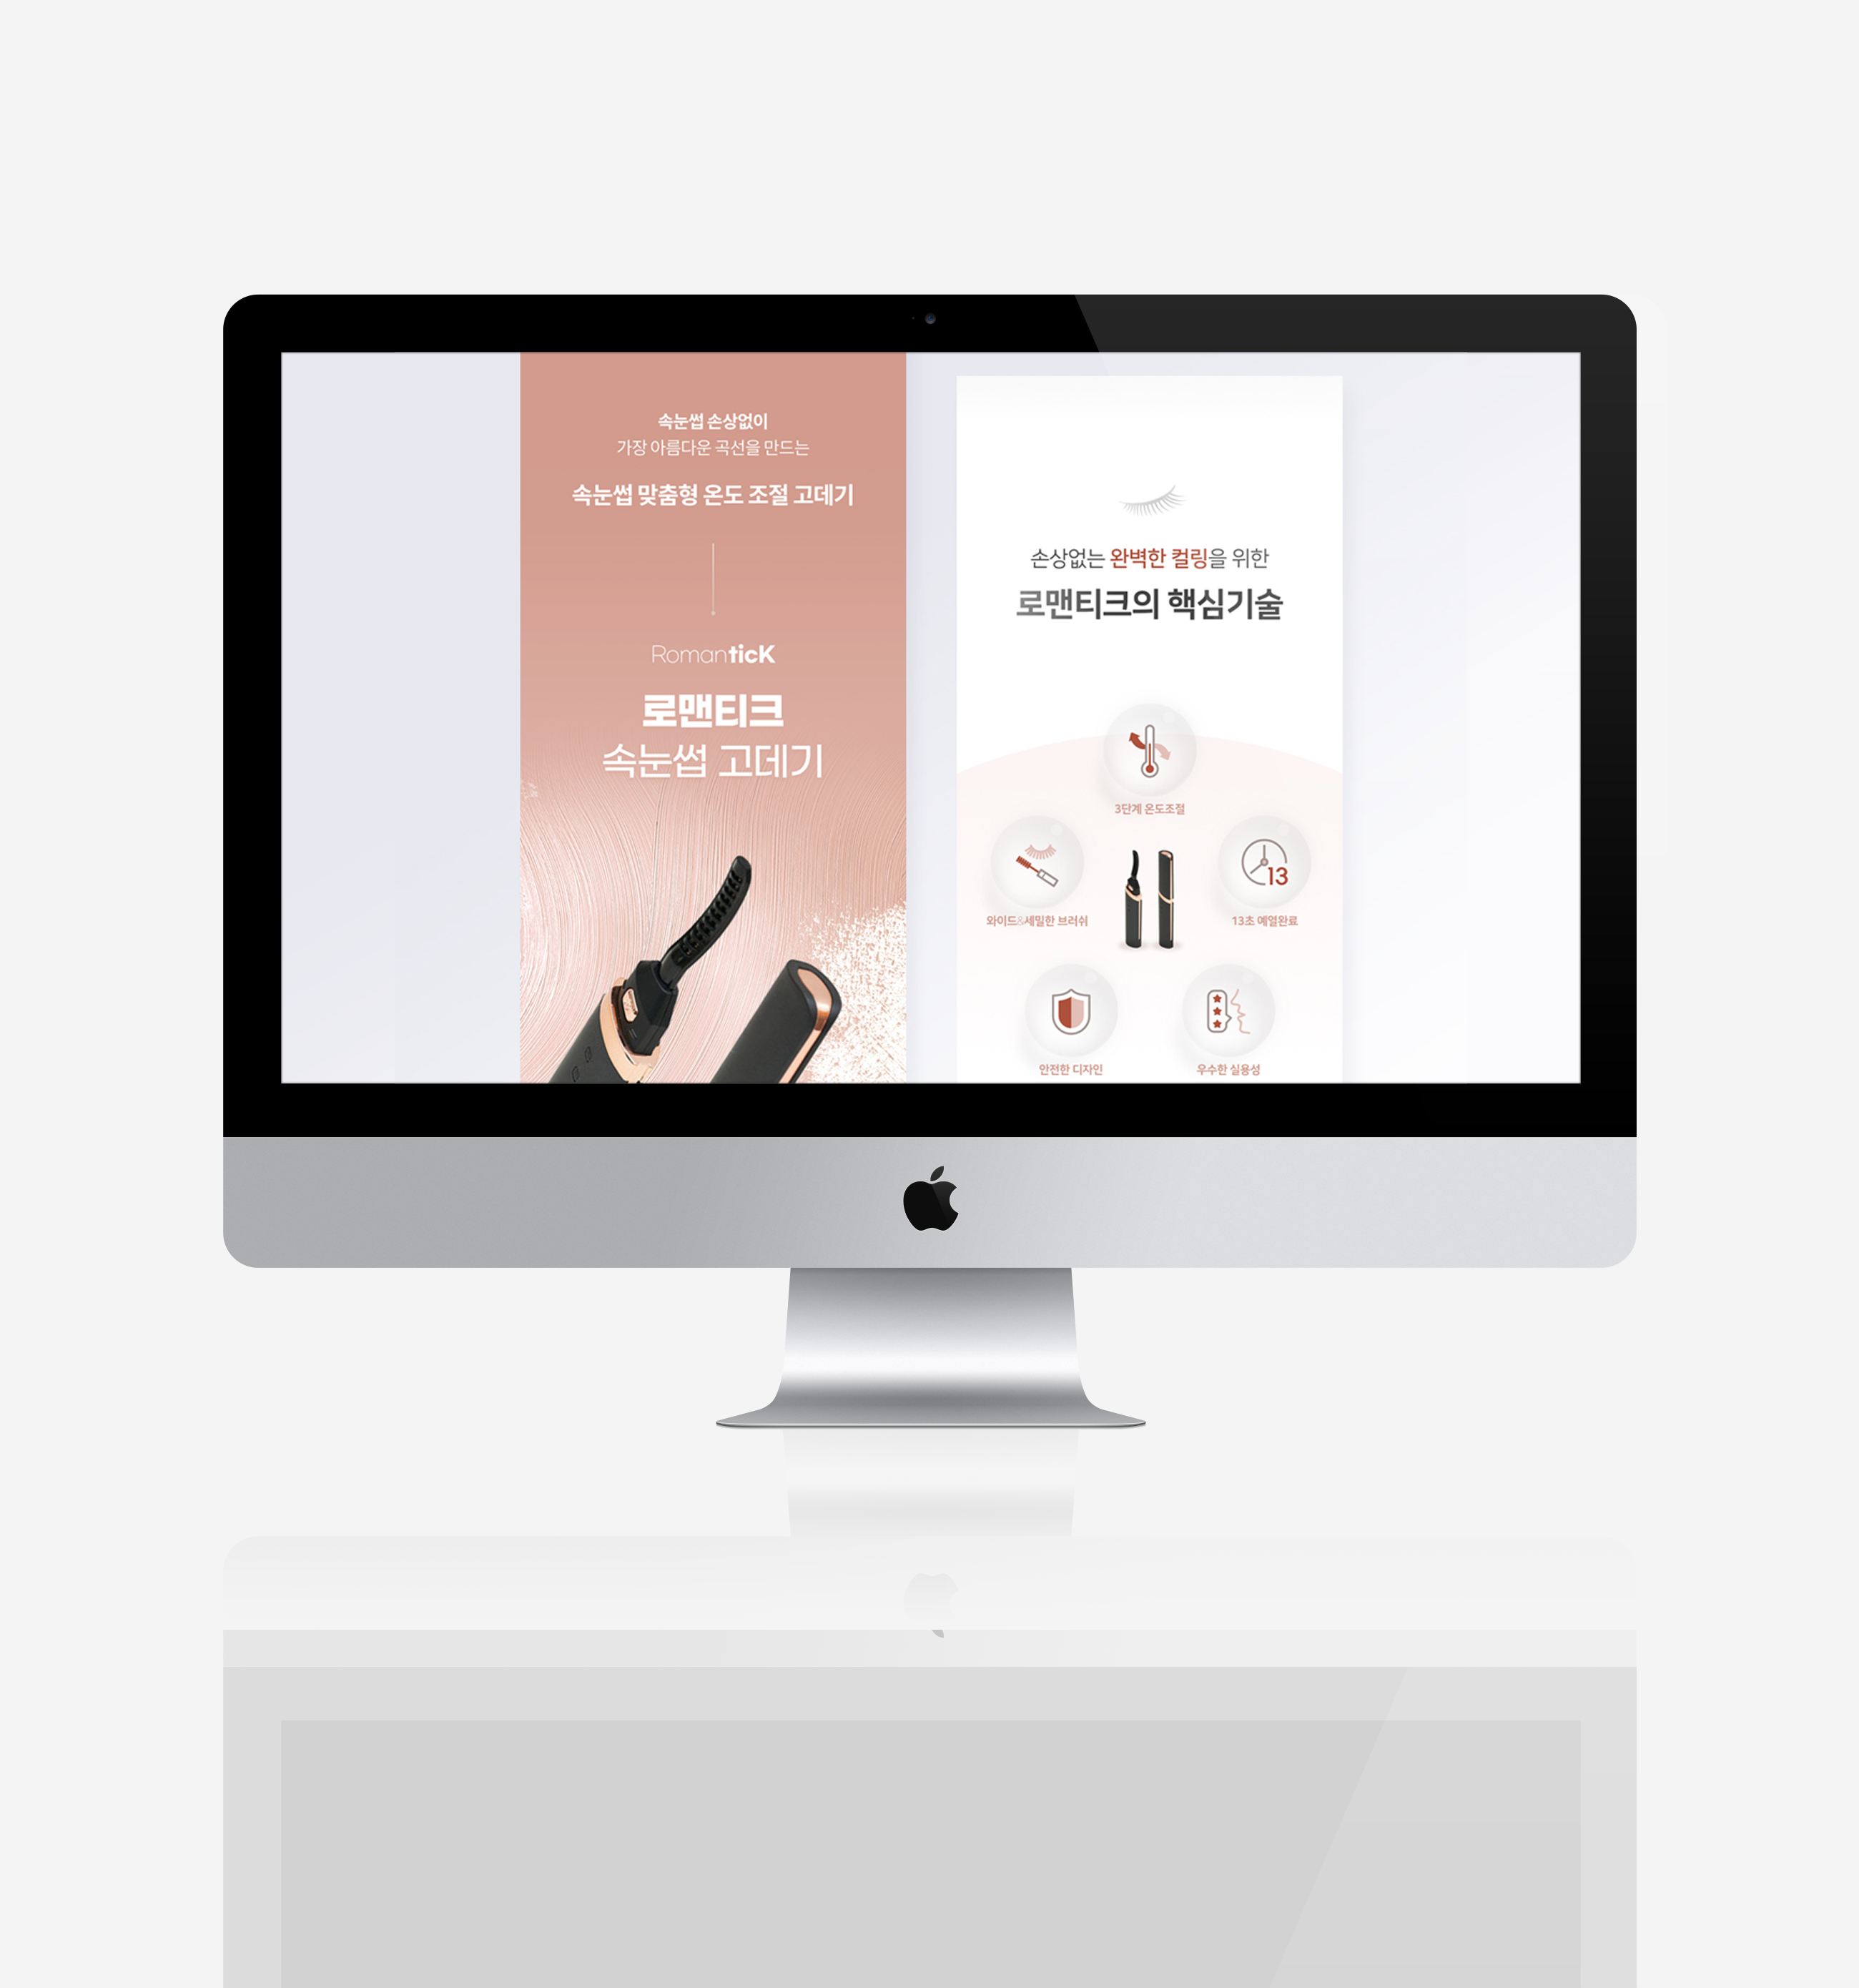 속눈썹 손상없이
가장 아름다운 곡선을 만드는
속눈썹 맞춤형 온도 조절 고데기
RomanticK
로맨티크
속눈썹 고데기
손상없는 완벽한 컬링을 위한
로맨티크의 핵심기술
3단계 온도조절
와이드&세밀한 브러쉬
13
13초 예열완료
안전한 디자인
우수한 실용성